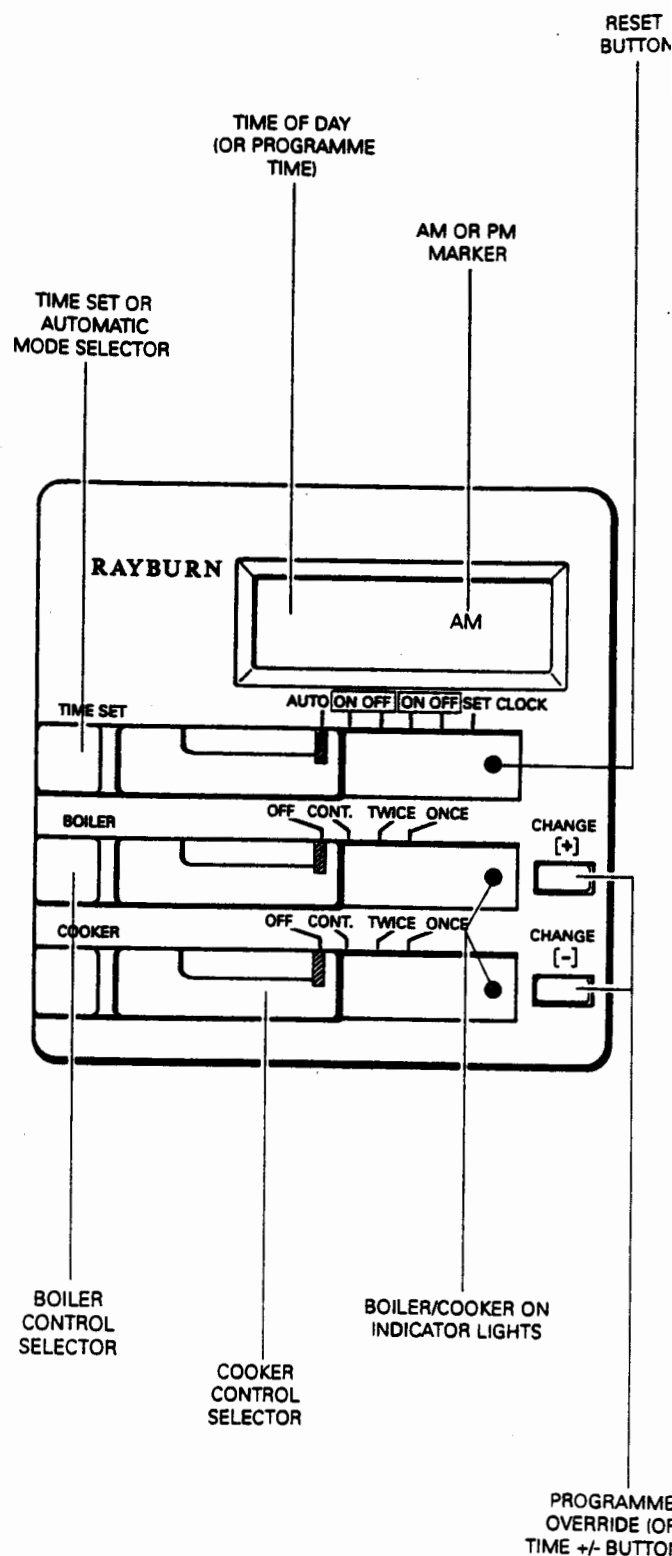 RESET
BUTTON
TIME OF DAY
(OR PROGRAMME
TIME)
AM OR PM
MARKER
TIME SET OR
AUTOMATIC
MODE SELECTOR
RAYBURN
AM
TIME SET
AUTO ON OFF ON OFF SET CLOCK
BOILER
OFF CONT. TWICE ONCE
CHANGE
[+]
COOKER
OFF CONT. TWICE ONCE
CHANGE
[-]
BOILER
CONTROL
SELECTOR
BOILER/COOKER ON
INDICATOR LIGHTS
COOKER
CONTROL
SELECTOR
PROGRAMME
OVERRIDE (OR
TIME +/- BUTTON